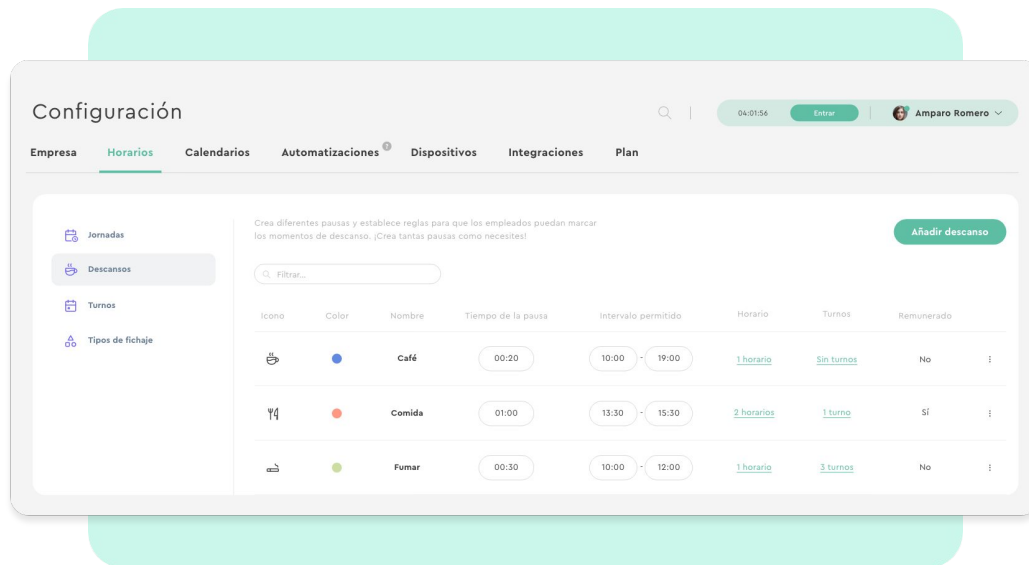 Configuración
04:01:56 Entrar Amparo Romero
Empresa Horarios Calendarios Automatizaciones ? Dispositivos Integraciones Plan
Jornadas
Descansos
Turnos
Tipos de fichaje
Crea diferentes pausas y establece reglas para que los empleados puedan marcar
los momentos de descanso. ¡Crea tantas pausas como necesites!
Añadir descanso
Filtrar...
Icono Color Nombre Tiempo de la pausa Intervalo permitido Horario Turnos Remunerado
Café 00:20 10:00 - 19:00 1 horario Sin turnos No
Comida 01:00 13:30 - 15:30 2 horarios 1 turno Sí
Fumar 00:30 10:00 - 12:00 1 horario 3 turnos No